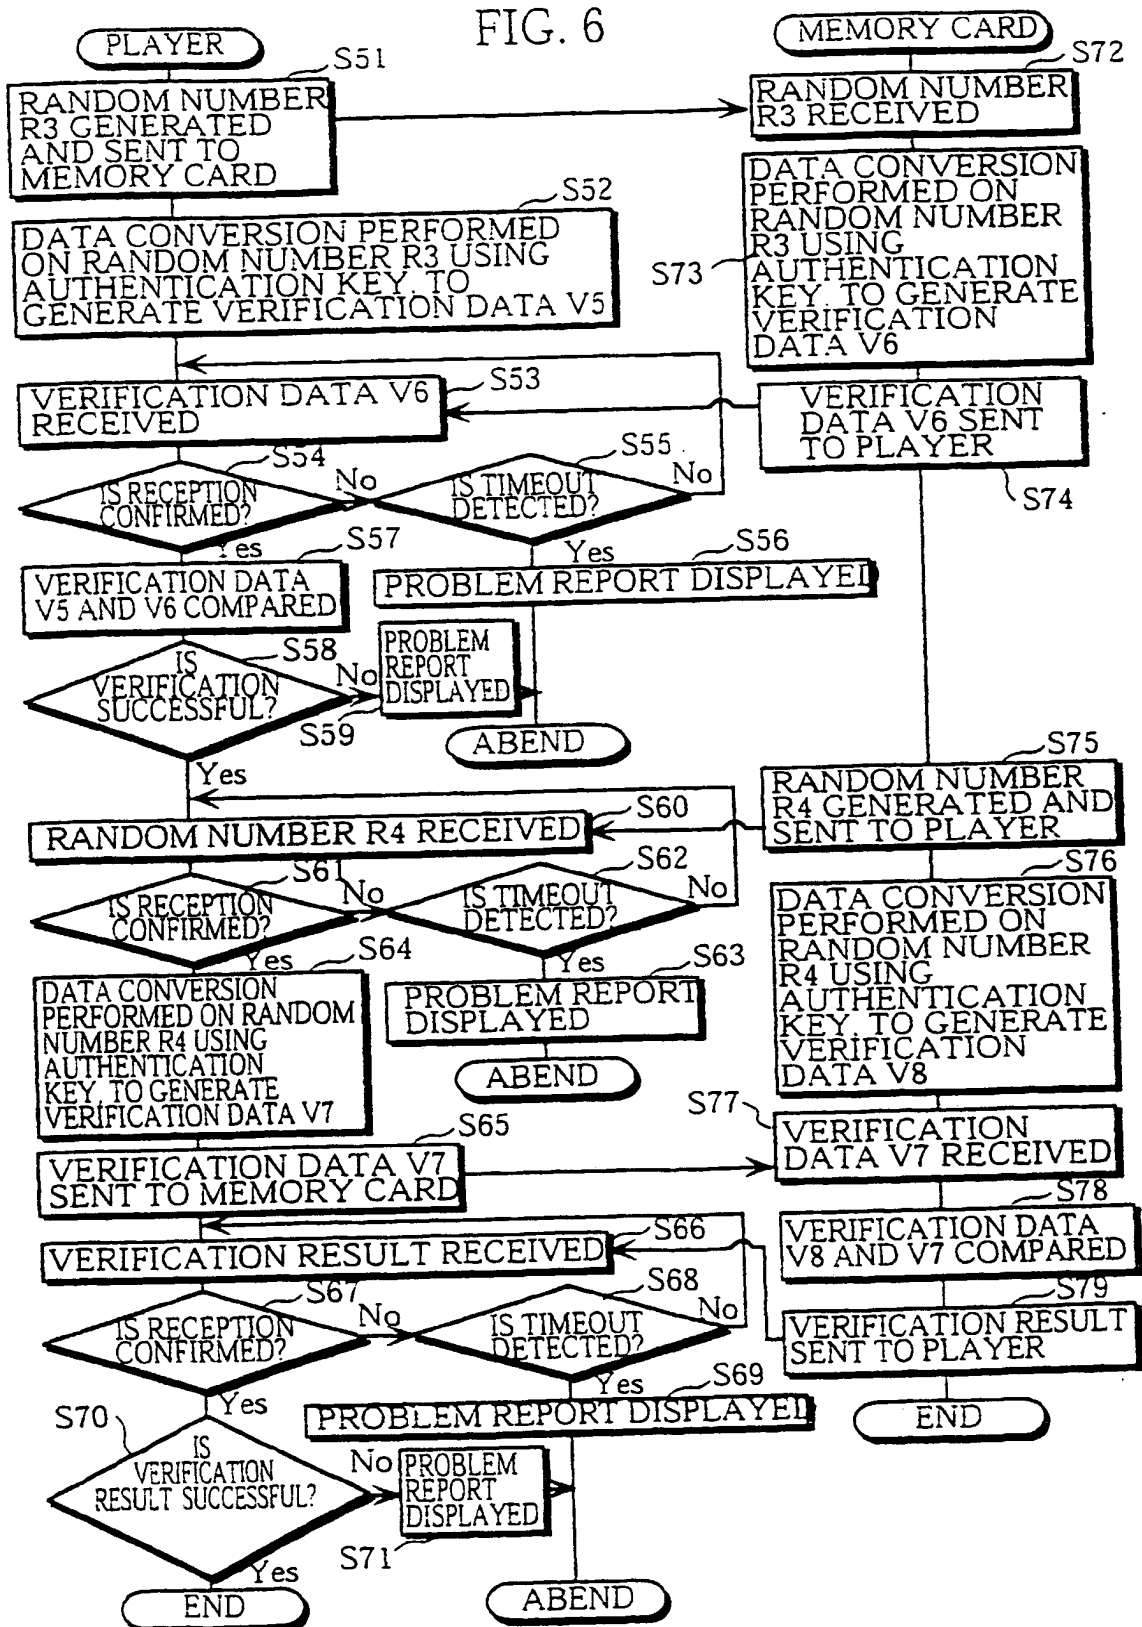 FIG. 6
PLAYER
S51
RANDOM NUMBER
R3 GENERATED
AND SENT TO
MEMORY CARD
S52
DATA CONVERSION PERFORMED
ON RANDOM NUMBER R3 USING
AUTHENTICATION KEY. TO
GENERATE VERIFICATION DATA V5
S53
VERIFICATION DATA V6
RECEIVED
S54
IS RECEPTION
CONFIRMED?
No
Yes
S55
IS TIMEOUT
DETECTED?
No
Yes
S56
PROBLEM REPORT DISPLAYED
S57
VERIFICATION DATA
V5 AND V6 COMPARED
S58
IS
VERIFICATION
SUCCESSFUL?
No
PROBLEM
REPORT
DISPLAYED
S59
ABEND
Yes
S60
RANDOM NUMBER R4 RECEIVED
S61
IS RECEPTION
CONFIRMED?
No
Yes
S62
IS TIMEOUT
DETECTED?
No
Yes
S63
PROBLEM REPORT
DISPLAYED
ABEND
S64
DATA CONVERSION
PERFORMED ON RANDOM
NUMBER R4 USING
AUTHENTICATION
KEY, TO GENERATE
VERIFICATION DATA V7
S65
VERIFICATION DATA V7
SENT TO MEMORY CARD
S66
VERIFICATION RESULT RECEIVED
S67
IS RECEPTION
CONFIRMED?
No
Yes
S68
IS TIMEOUT
DETECTED?
No
Yes
S69
PROBLEM REPORT DISPLAYED
S70
IS
VERIFICATION
RESULT SUCCESSFUL?
No
PROBLEM
REPORT
DISPLAYED
S71
Yes
END
ABEND
MEMORY CARD
S72
RANDOM NUMBER
R3 RECEIVED
S73
DATA CONVERSION
PERFORMED ON
RANDOM NUMBER
R3 USING
AUTHENTICATION
KEY. TO GENERATE
VERIFICATION
DATA V6
VERIFICATION
DATA V6 SENT
TO PLAYER
S74
S75
RANDOM NUMBER
R4 GENERATED AND
SENT TO PLAYER
S76
DATA CONVERSION
PERFORMED ON
RANDOM NUMBER
R4 USING
AUTHENTICATION
KEY. TO GENERATE
VERIFICATION
DATA V8
S77
VERIFICATION
DATA V7 RECEIVED
S78
VERIFICATION DATA
V8 AND V7 COMPARED
S79
VERIFICATION RESULT
SENT TO PLAYER
END